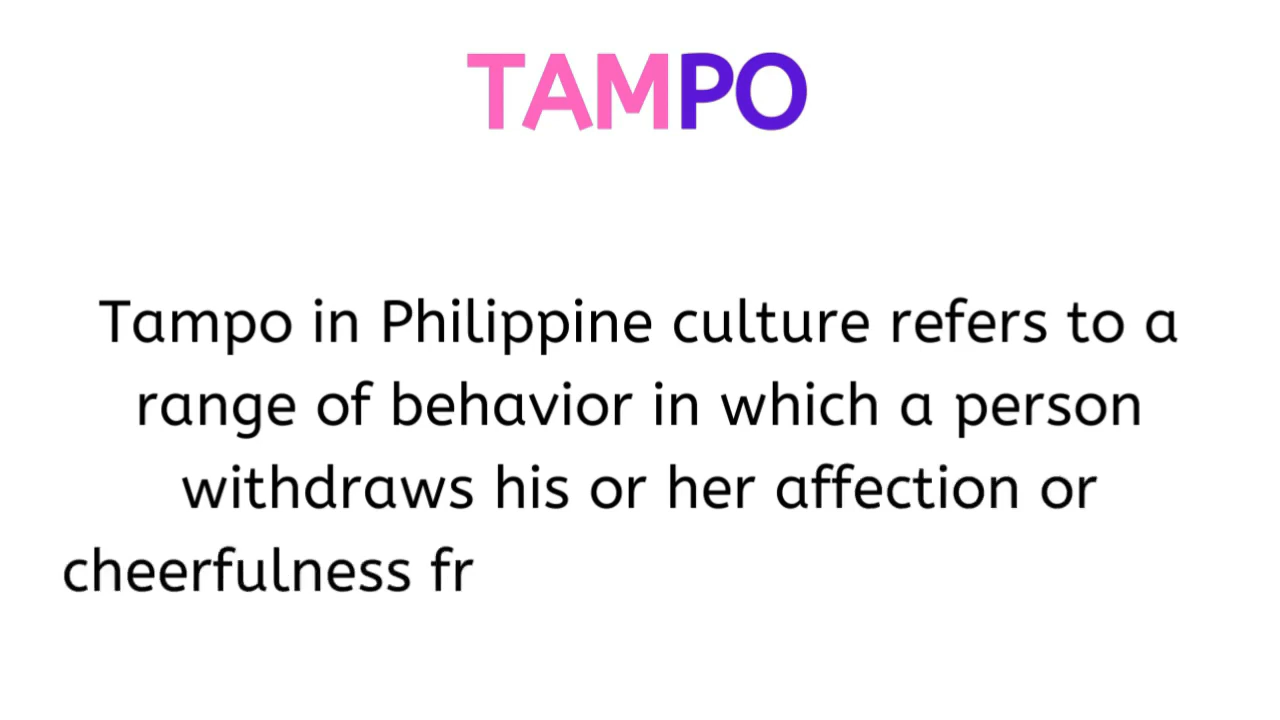 TAMPO
Tampo in Philippine culture refers to a
range of behavior in which a person
withdraws his or her affection or
cheerfulness fr